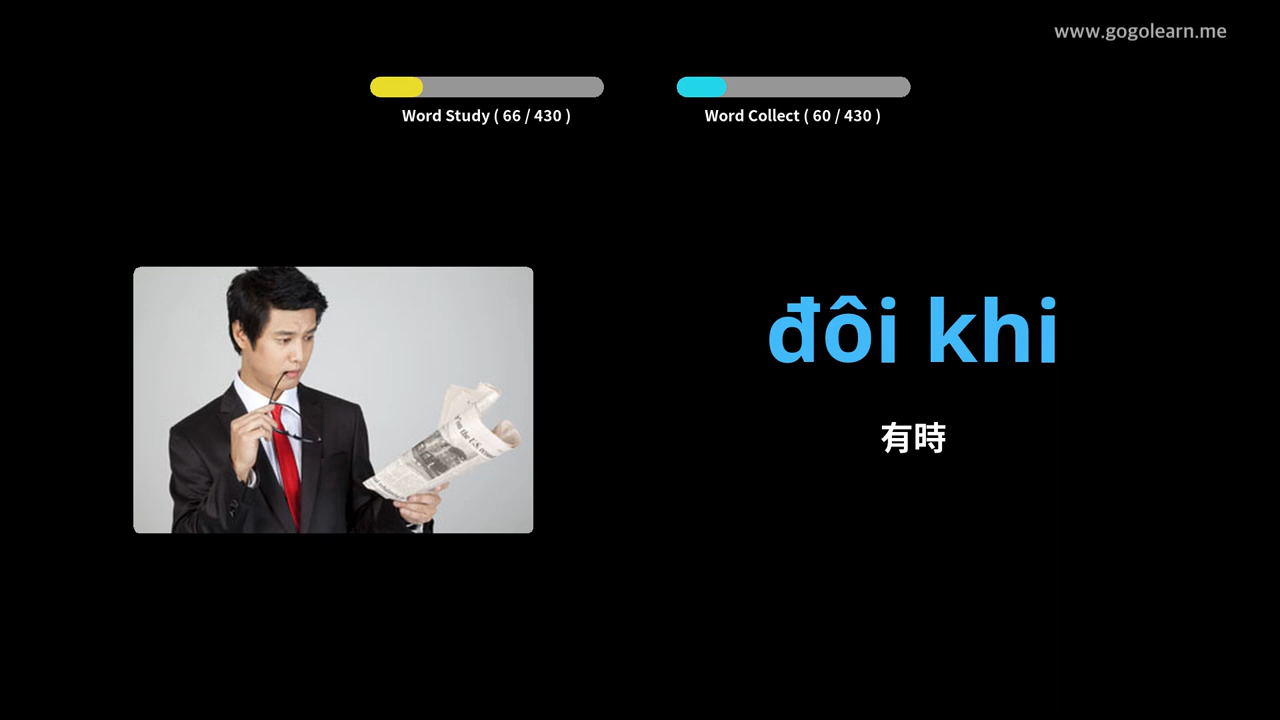 www.gogolearn.me
Word Study ( 66 / 430 )
Word Collect ( 60 / 430 )
đôi khi
有時